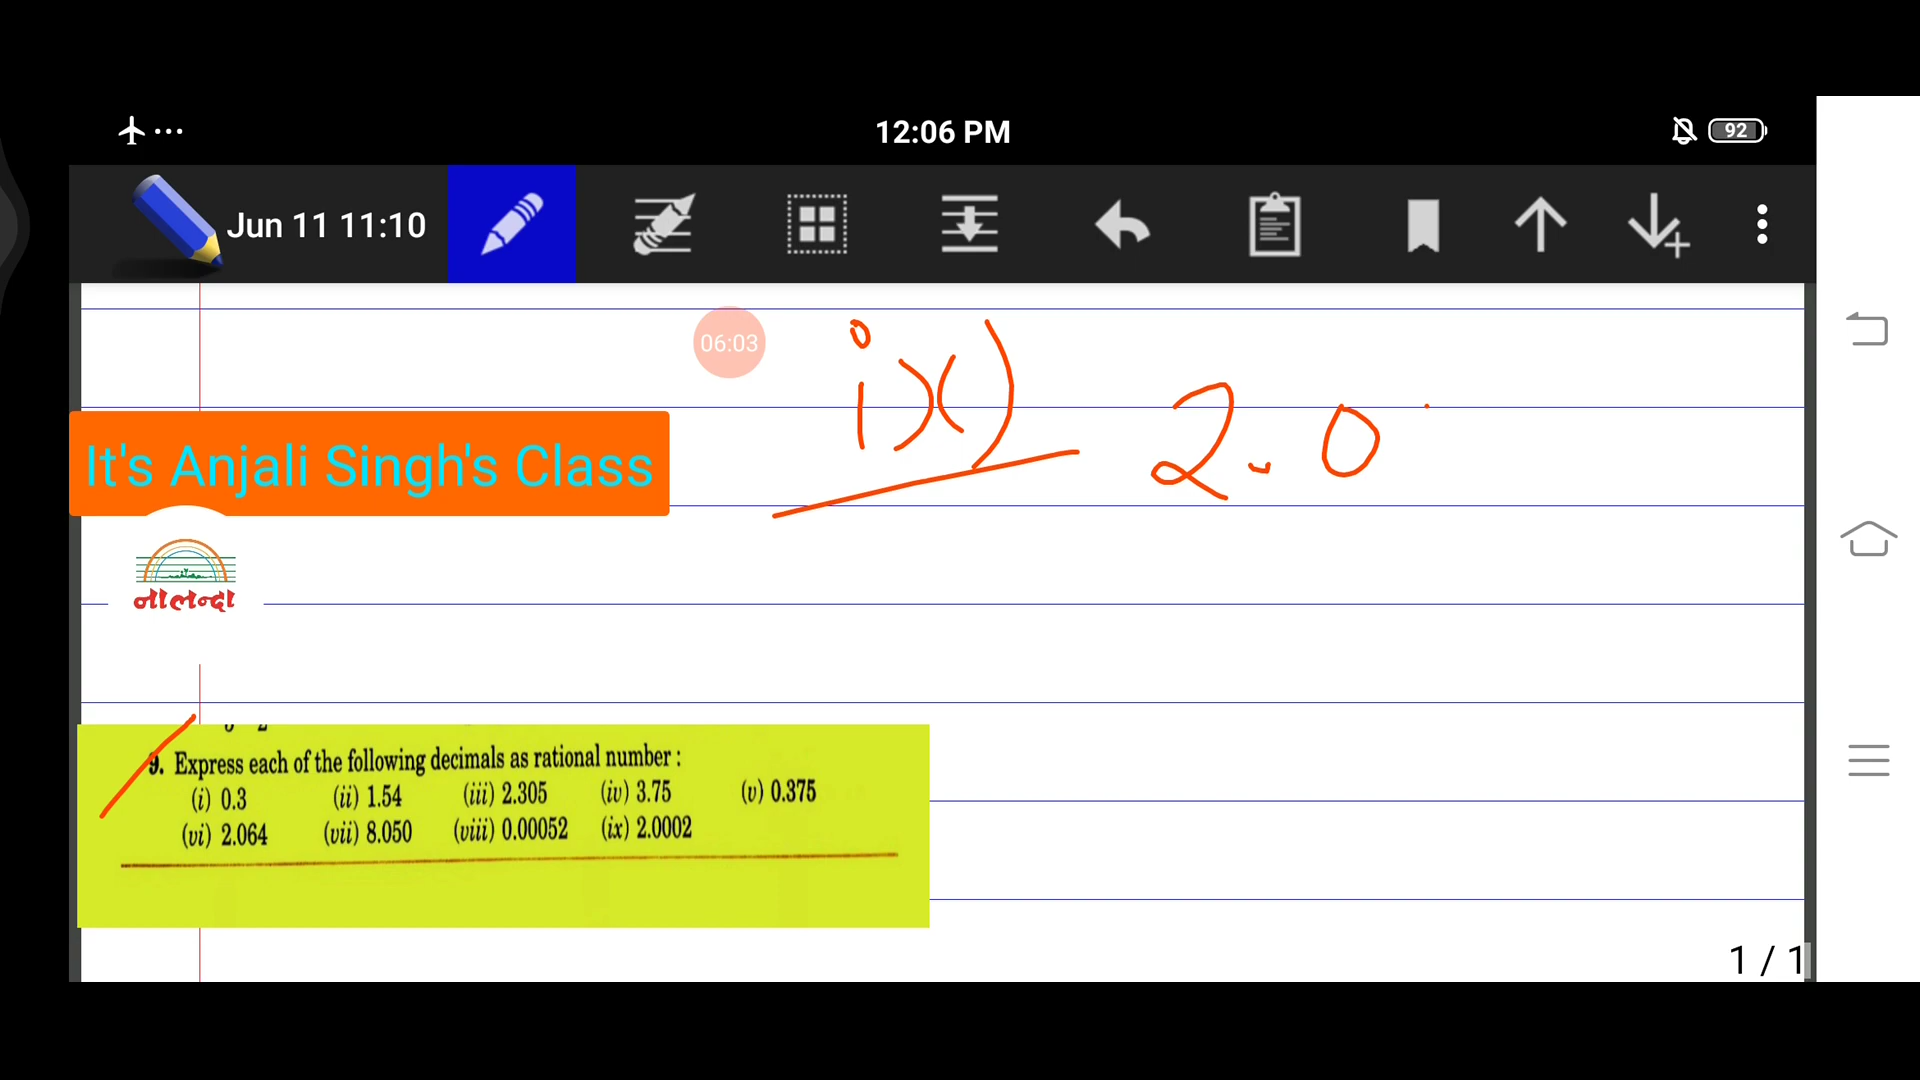 12:06 PM
92
Jun 11 11:10
06:03
ix) 2.0
It's Anjali Singh's Class
नालन्दा
9. Express each of the following decimals as rational number :
(i) 0.3 (ii) 1.54 (iii) 2.305 (iv) 3.75 (v) 0.375
(vi) 2.064 (vii) 8.050 (viii) 0.00052 (ix) 2.0002
1 / 1